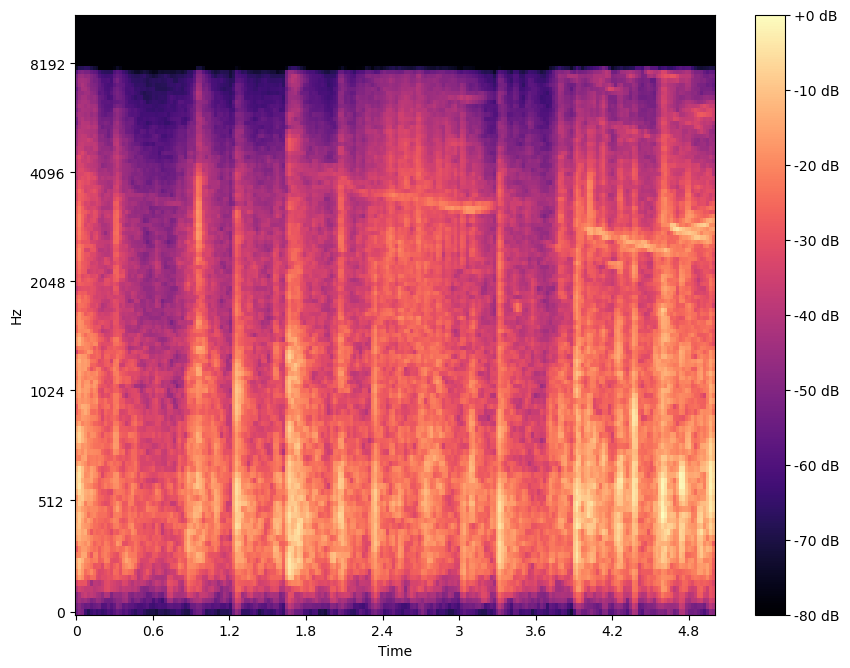 +0 dB
8192
-10 dB
4096
-20 dB
-30 dB
2048
-40 dB
Hz
1024
-50 dB
-60 dB
512
-70 dB
0
-80 dB
0 0.6 1.2 1.8 2.4 3 3.6 4.2 4.8
Time